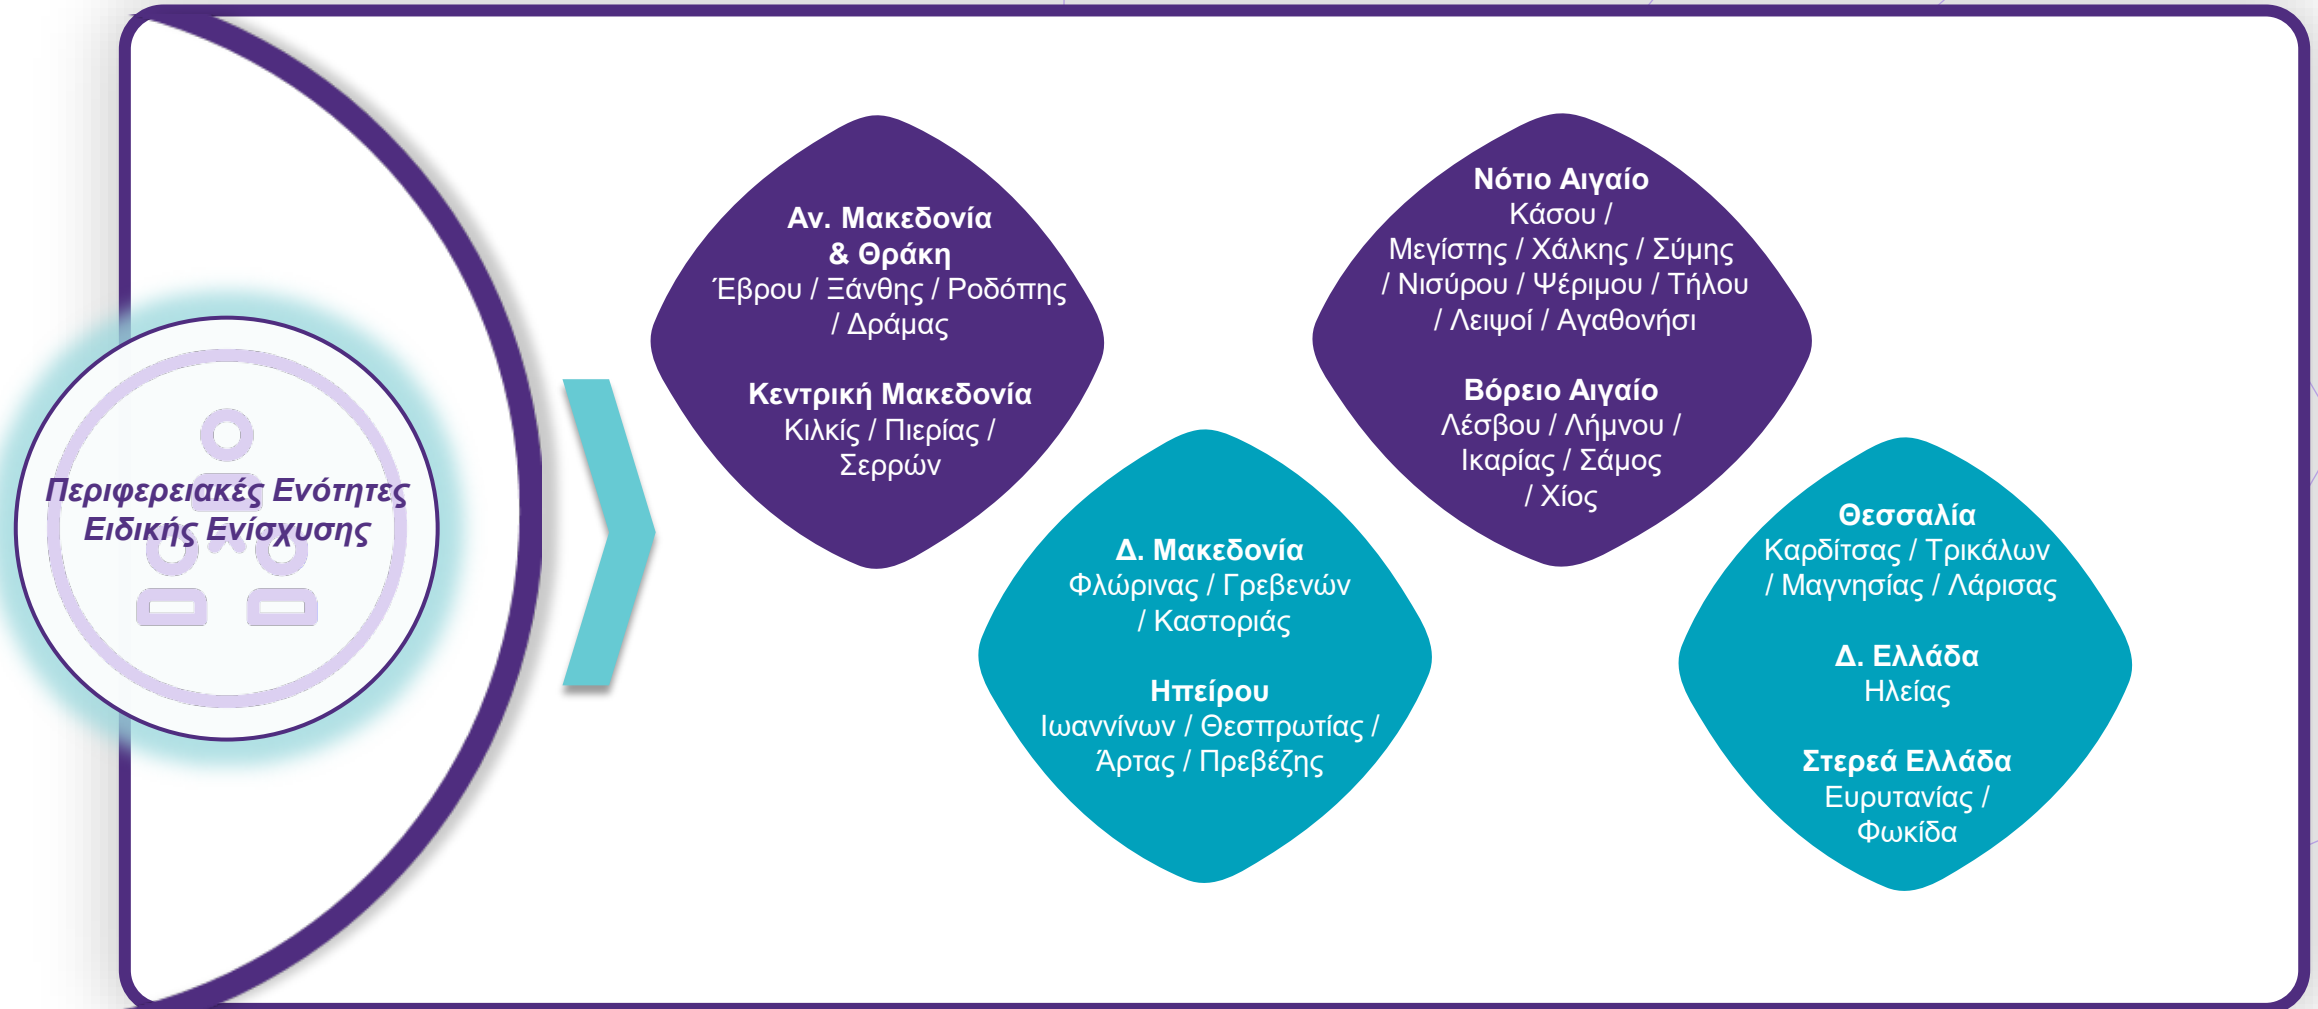 Περιφερειακές Ενότητες
Ειδικής Ενίσχυσης
Αν. Μακεδονία
& Θράκη
Έβρου / Ξάνθης / Ροδόπης
/ Δράμας
Κεντρική Μακεδονία
Κιλκίς / Πιερίας /
Σερρών
Δ. Μακεδονία
Φλώρινας / Γρεβενών
/ Καστοριάς
Ηπείρου
Ιωαννίνων / Θεσπρωτίας /
Άρτας / Πρεβέζης
Νότιο Αιγαίο
Κάσου /
Μεγίστης / Χάλκης / Σύμης
/ Νισύρου / Ψέριμου / Τήλου
/ Λειψοί / Αγαθονήσι
Βόρειο Αιγαίο
Λέσβου / Λήμνου /
Ικαρίας / Σάμος
/ Χίος
Θεσσαλία
Καρδίτσας / Τρικάλων
/ Μαγνησίας / Λάρισας
Δ. Ελλάδα
Ηλείας
Στερεά Ελλάδα
Ευρυτανίας /
Φωκίδα